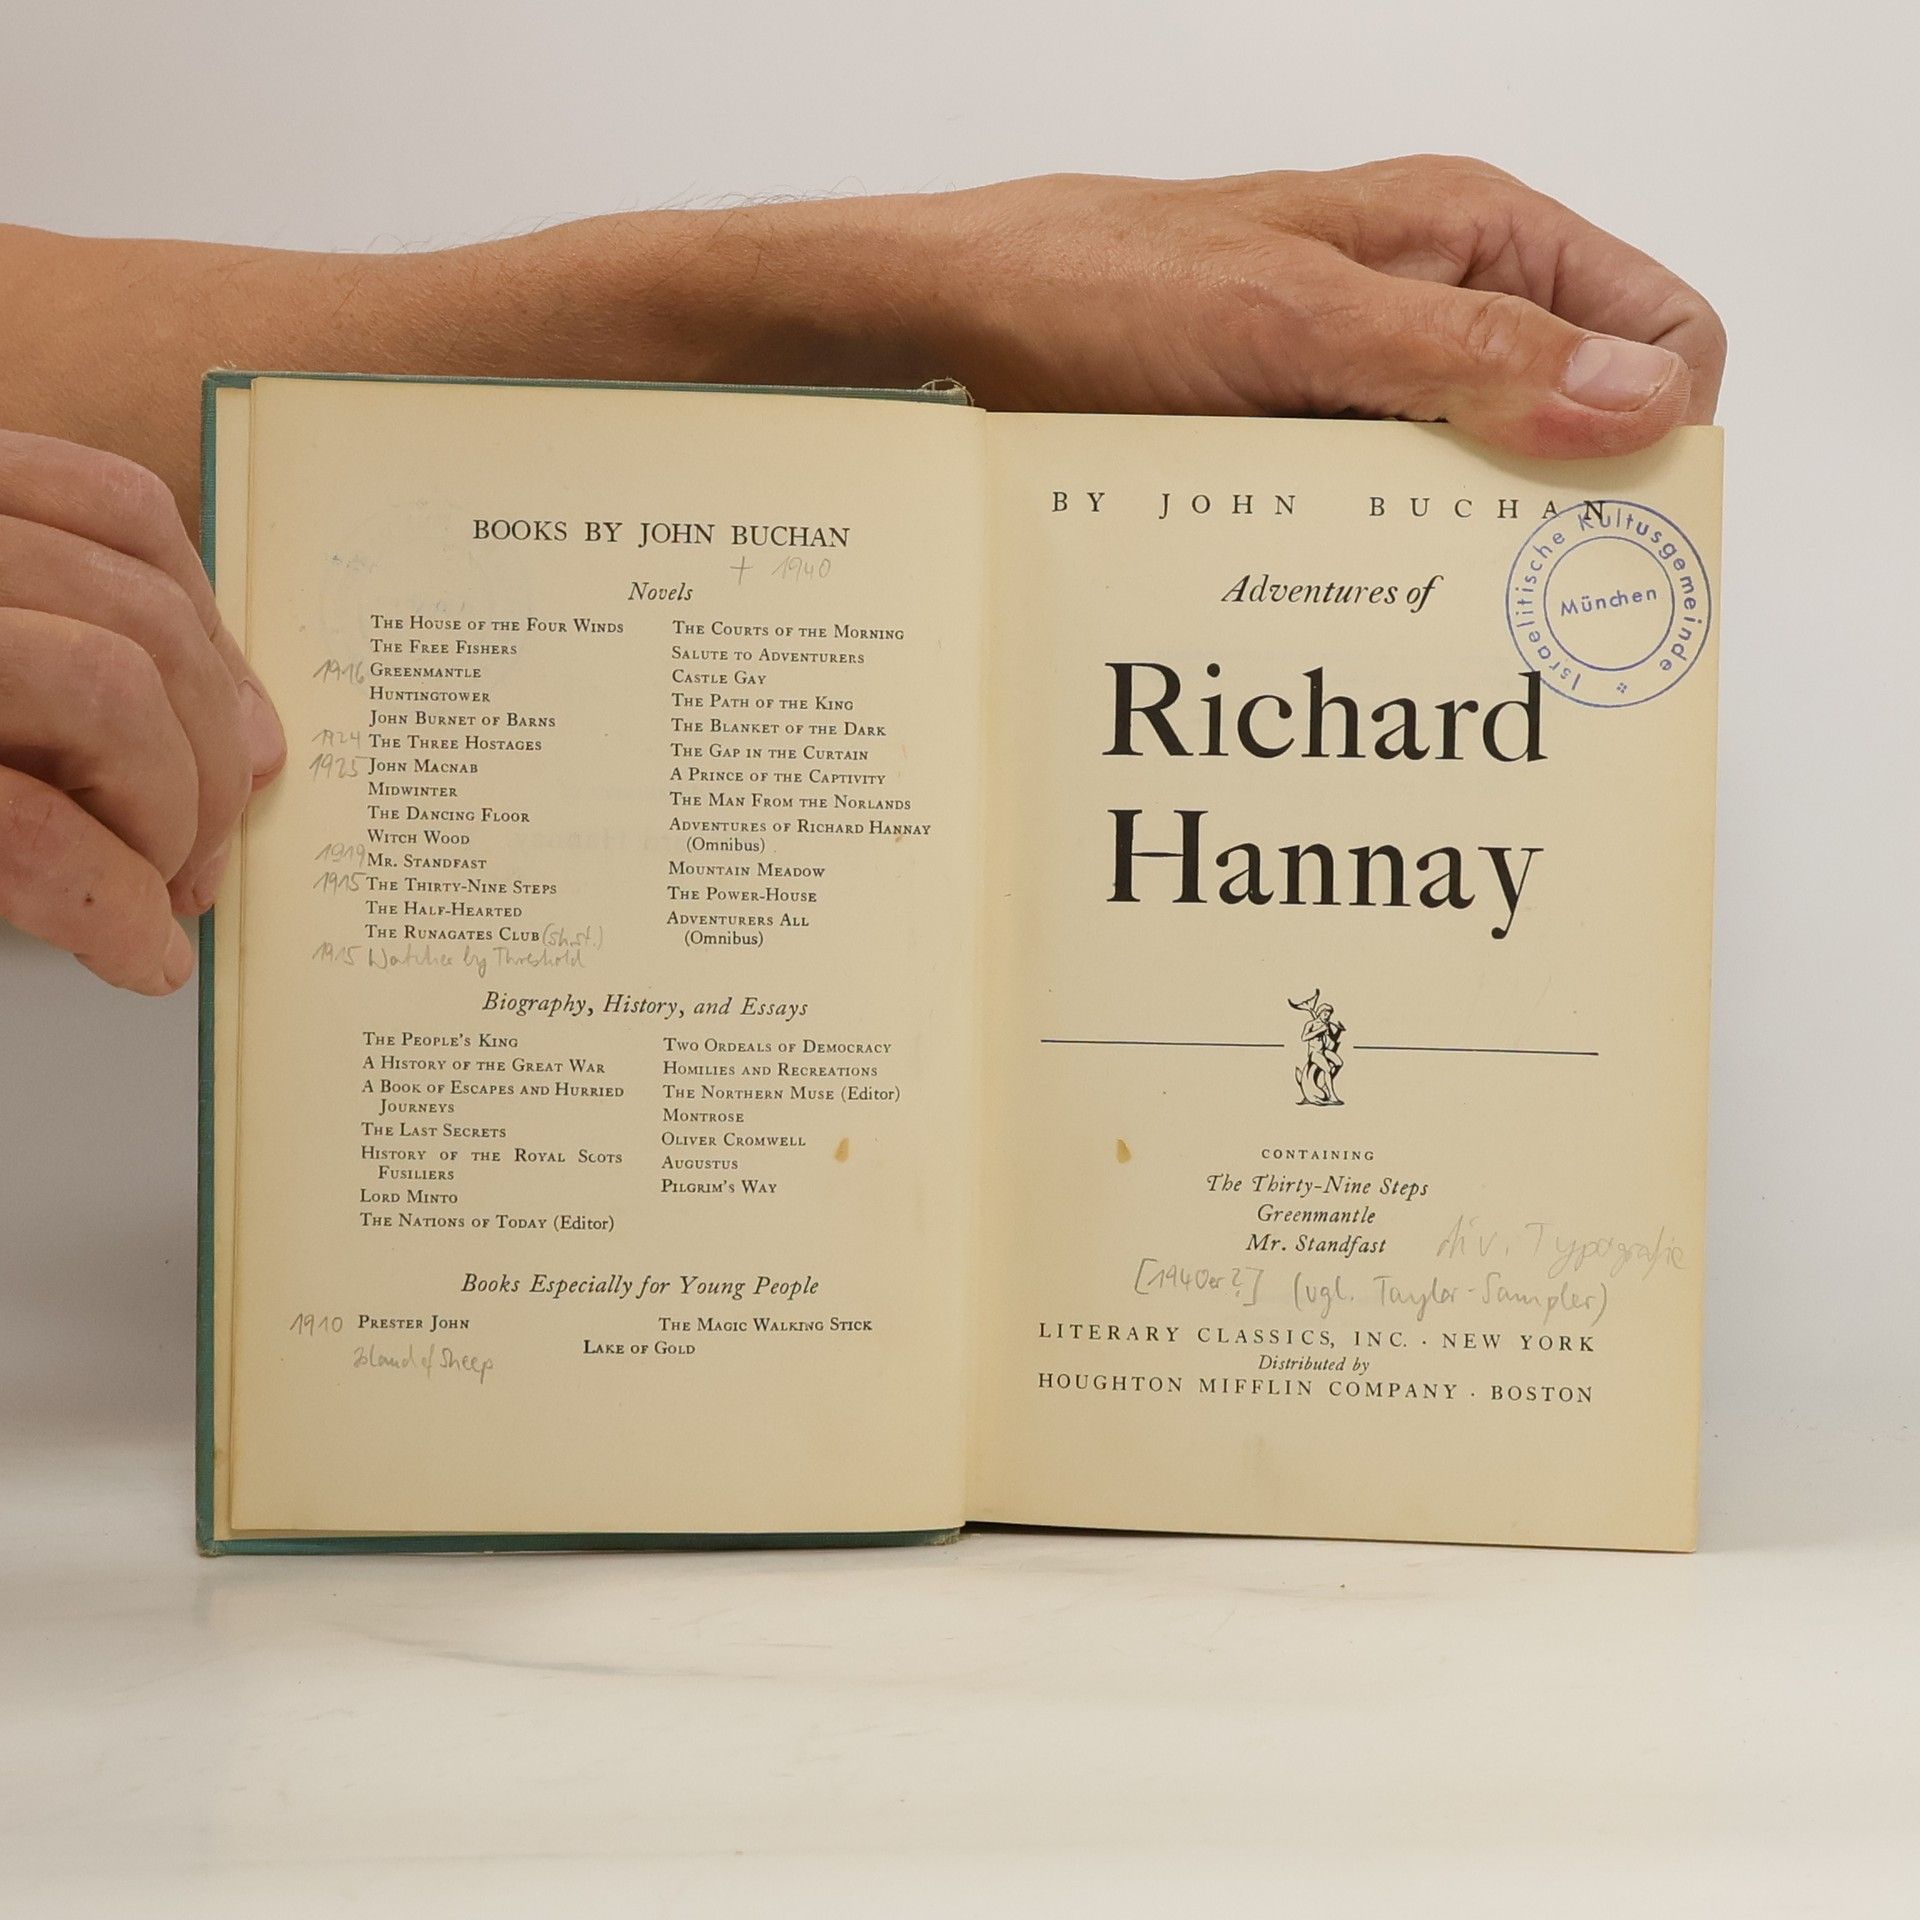 BOOKS BY JOHN BUCHAN
† 1940
Novels
THE HOUSE OF THE FOUR WINDS
THE FREE FISHERS
1916 GREENMANTLE
HUNTINGTOWER
JOHN BURNET OF BARNS
1924 THE THREE HOSTAGES
1925 JOHN MACNAB
MIDWINTER
THE DANCING FLOOR
WITCH WOOD
1919 MR. STANDFAST
1915 THE THIRTY-NINE STEPS
THE HALF-HEARTED
THE RUNAGATES CLUB (sh. st.)
1915 Watcher by Threshold
THE COURTS OF THE MORNING
SALUTE TO ADVENTURERS
CASTLE GAY
THE PATH OF THE KING
THE BLANKET OF THE DARK
THE GAP IN THE CURTAIN
A PRINCE OF THE CAPTIVITY
THE MAN FROM THE NORLANDS
ADVENTURES OF RICHARD HANNAY
(Omnibus)
MOUNTAIN MEADOW
THE POWER-HOUSE
ADVENTURERS ALL
(Omnibus)
Biography, History, and Essays
THE PEOPLE'S KING
A HISTORY OF THE GREAT WAR
A BOOK OF ESCAPES AND HURRIED
JOURNEYS
THE LAST SECRETS
HISTORY OF THE ROYAL SCOTS
FUSILIERS
LORD MINTO
THE NATIONS OF TODAY (Editor)
TWO ORDEALS OF DEMOCRACY
HOMILIES AND RECREATIONS
THE NORTHERN MUSE (Editor)
MONTROSE
OLIVER CROMWELL
AUGUSTUS
PILGRIM'S WAY
Books Especially for Young People
1910 PRESTER JOHN
THE MAGIC WALKING STICK
LAKE OF GOLD
Island of Sheep
BY JOHN BUCHAN
Israelitische Kultusgemeinde
München
Adventures of
Richard
Hannay
CONTAINING
The Thirty-Nine Steps
Greenmantle
Mr. Standfast
div. Typografie
[1940er?] (vgl. Taylor-Sampler)
LITERARY CLASSICS, INC. · NEW YORK
Distributed by
HOUGHTON MIFFLIN COMPANY · BOSTON